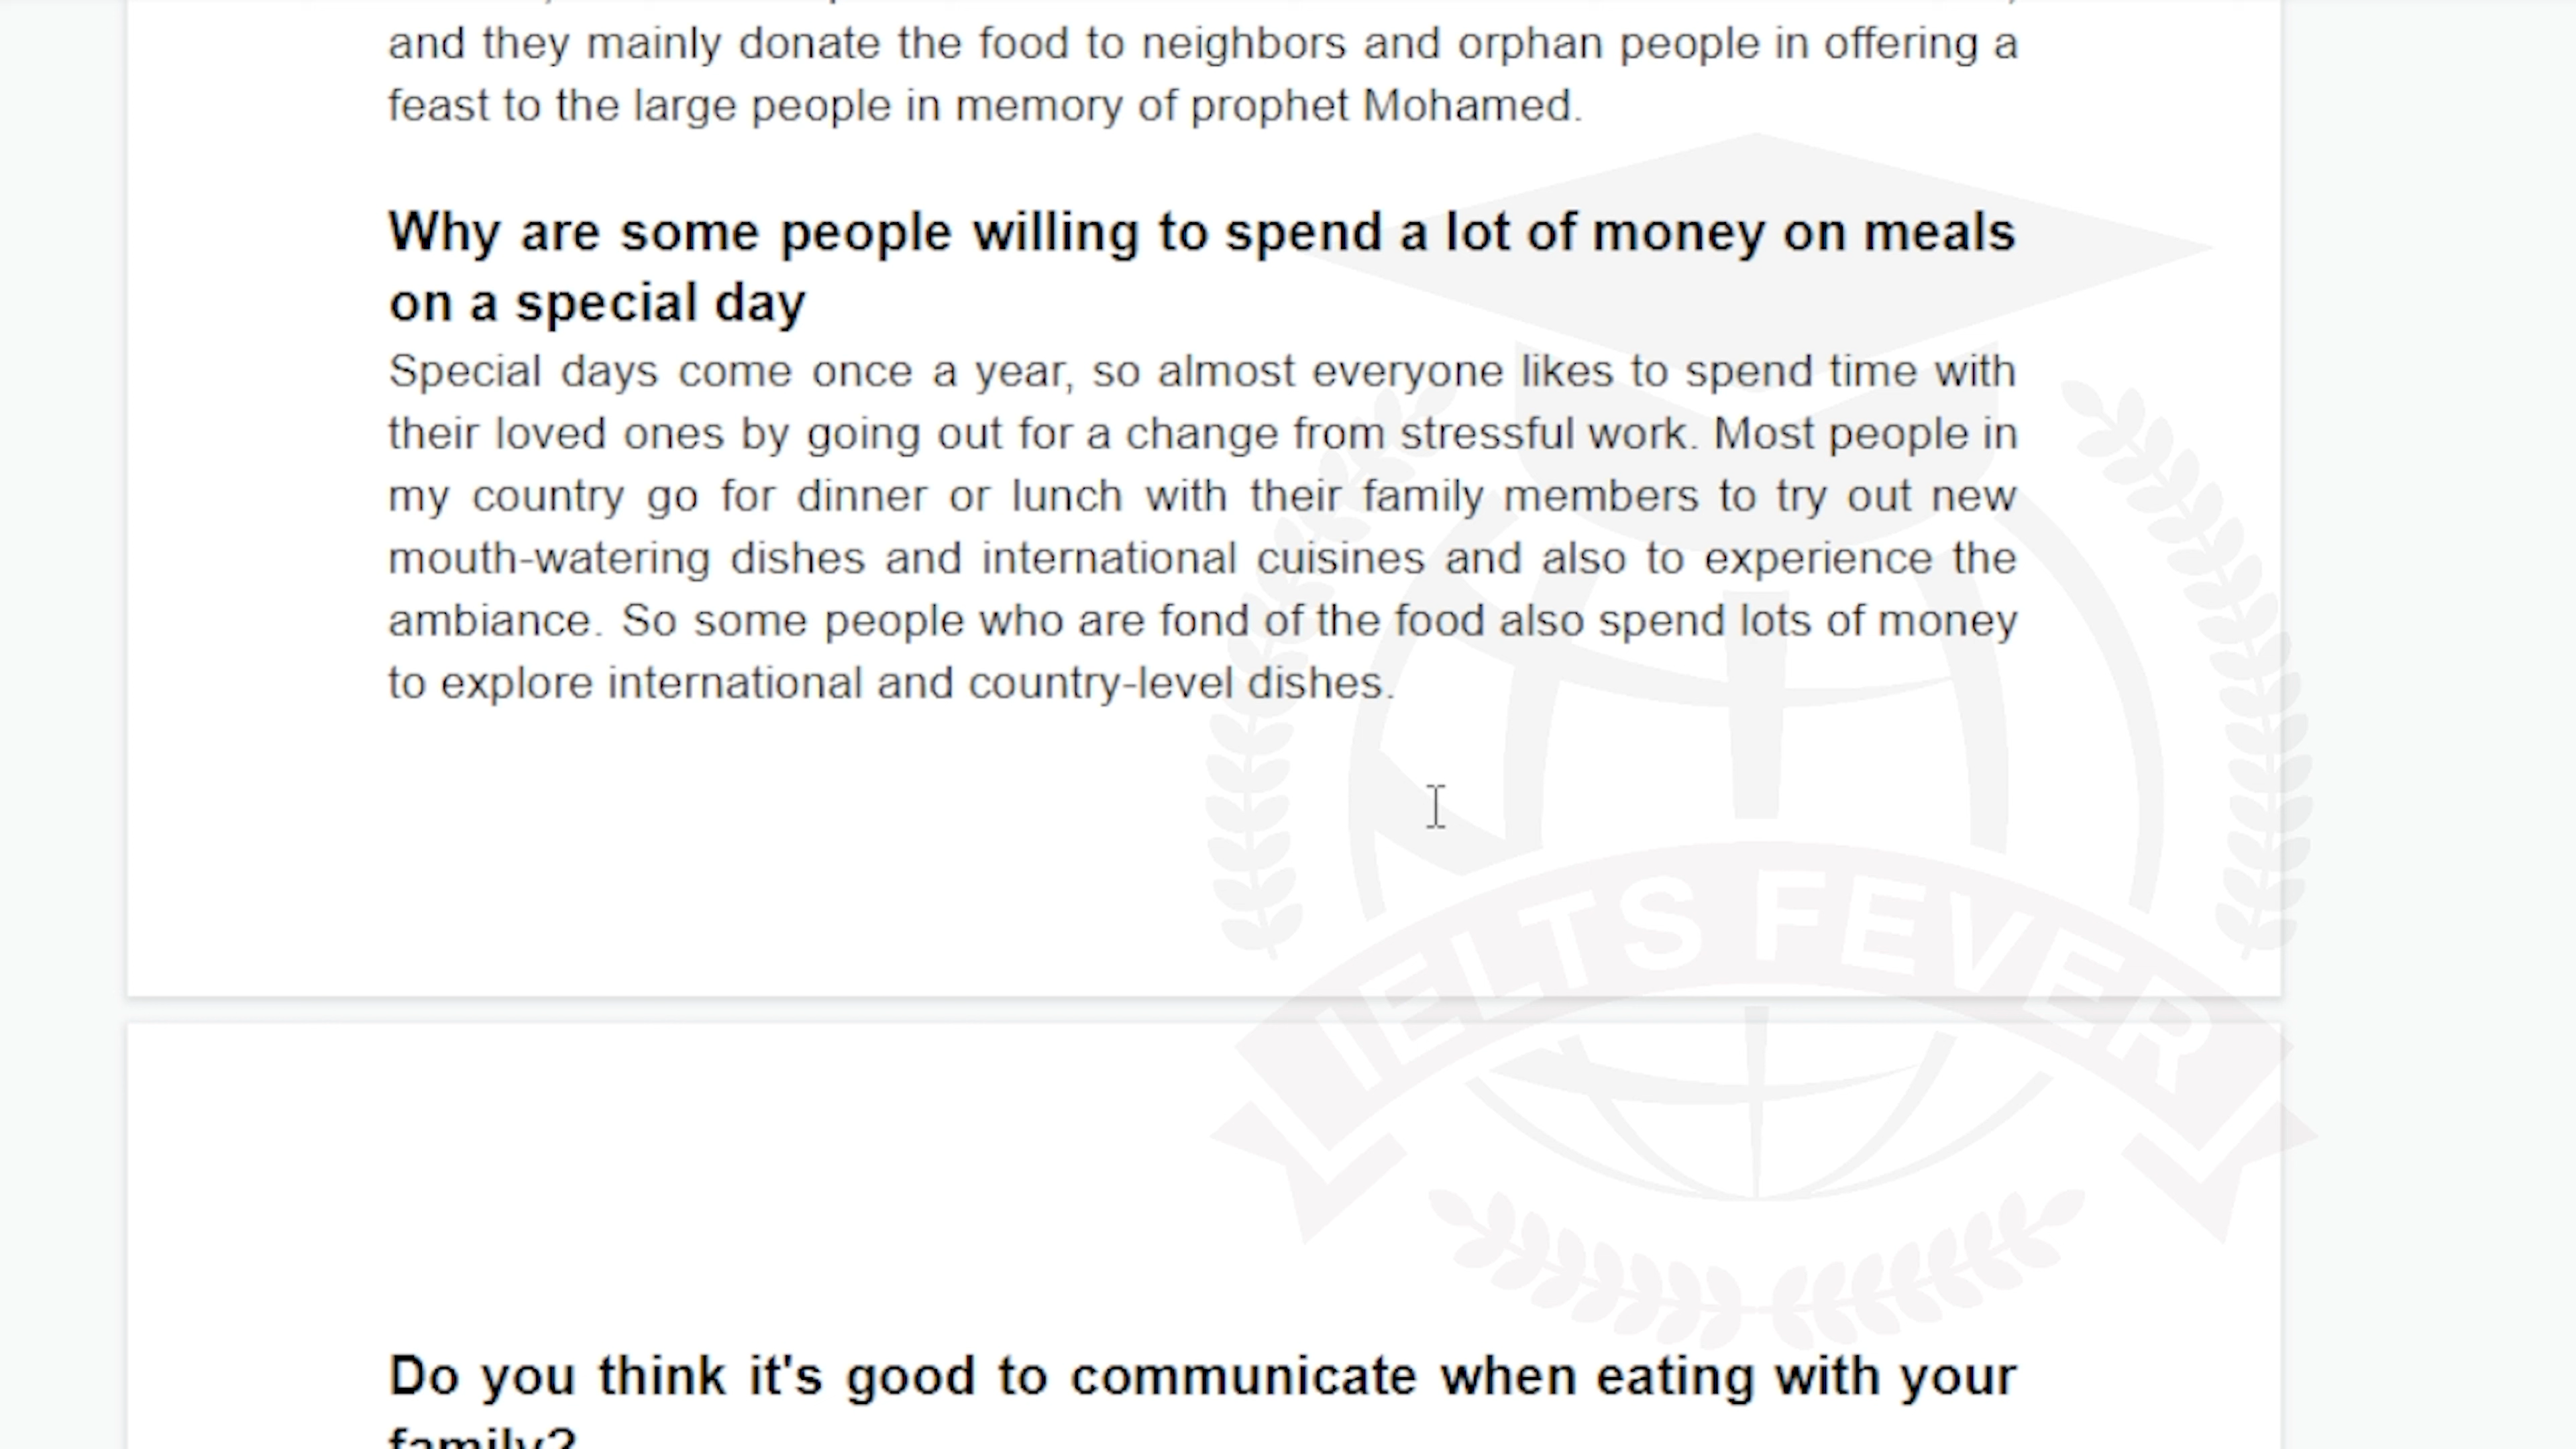 and they mainly donate the food to neighbors and orphan people in offering a
feast to the large people in memory of prophet Mohamed.
Why are some people willing to spend a lot of money on meals
on a special day
Special days come once a year, so almost everyone likes to spend time with
their loved ones by going out for a change from stressful work. Most people in
my country go for dinner or lunch with their family members to try out new
mouth-watering dishes and international cuisines and also to experience the
ambiance. So some people who are fond of the food also spend lots of money
to explore international and country-level dishes.
IELTS FEVER
Do you think it's good to communicate when eating with your
family?